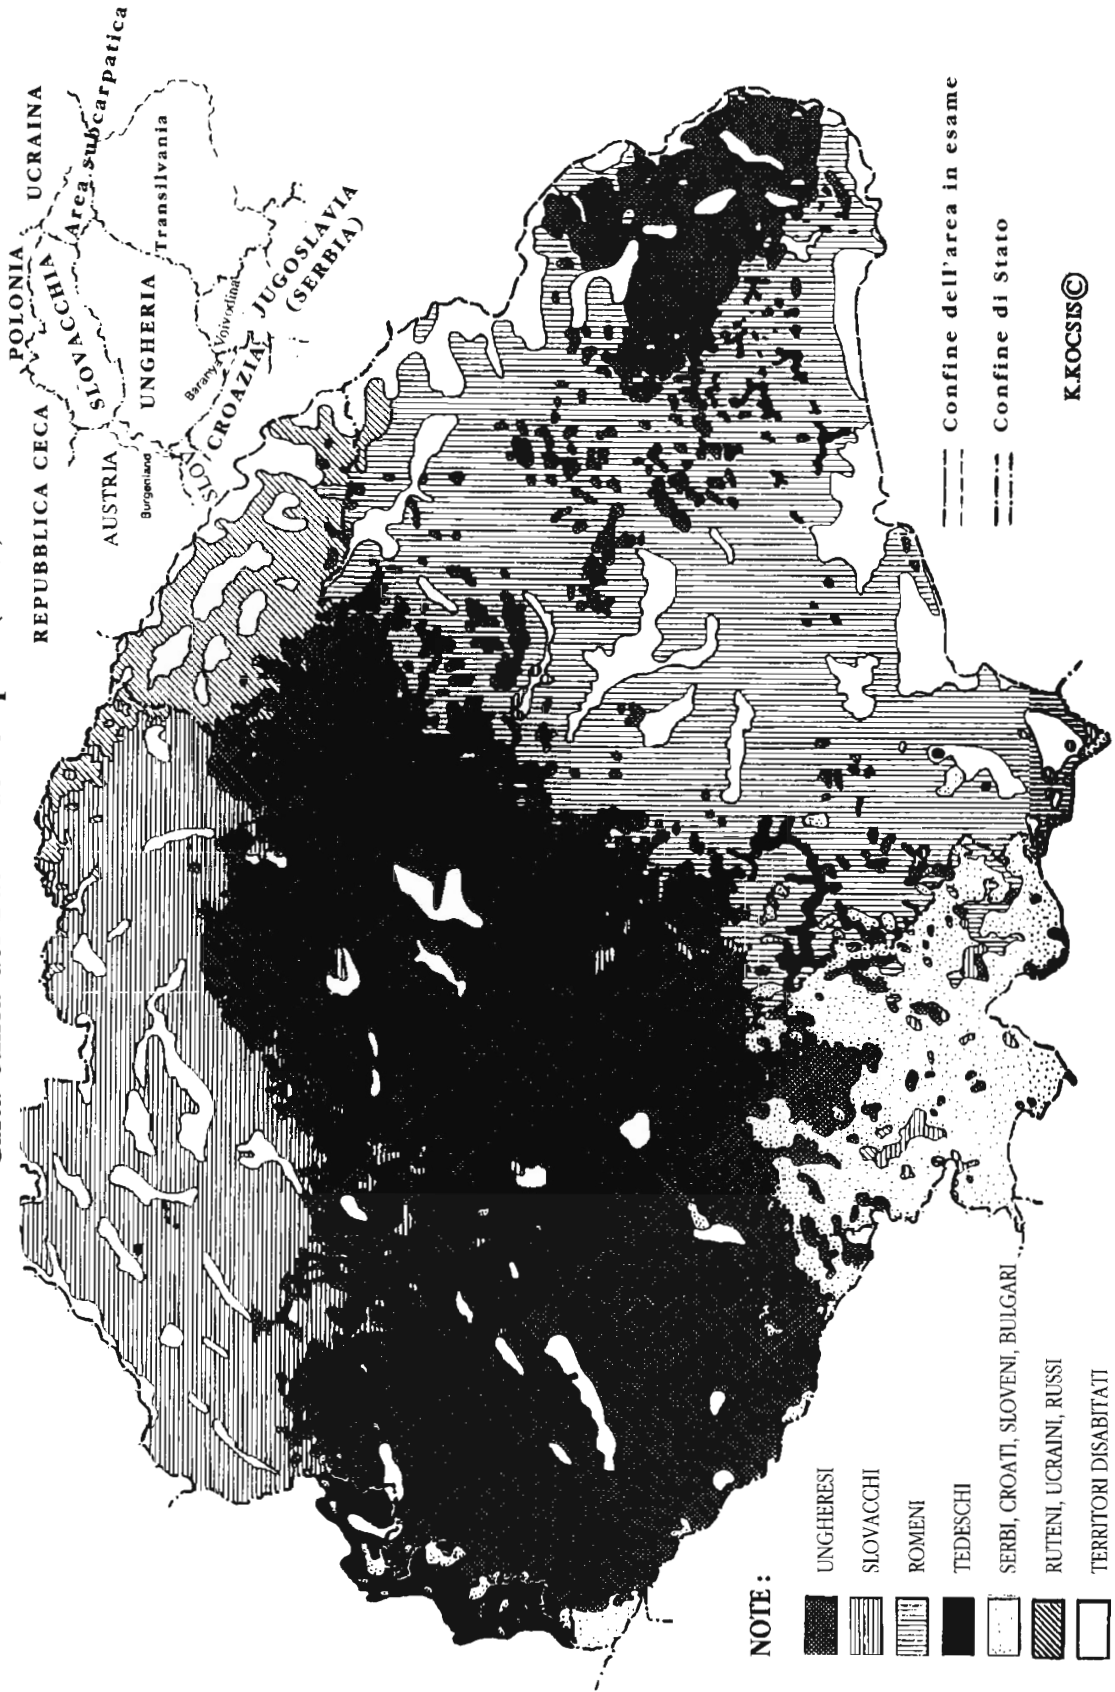 POLONIA
UCRAINA
REPUBBLICA CECA
SLOVACCHIA
Area subcarpatica
AUSTRIA
Burgenland
UNGHERIA
Transilvania
SLOV.
CROAZIA
Baranya
Voivodina
JUGOSLAVIA
(SERBIA)
Confine dell'area in esame
Confine di Stato
K.KOCSIS©
NOTE :
UNGHERESI
SLOVACCHI
ROMENI
TEDESCHI
SERBI, CROATI, SLOVENI, BULGARI
RUTENI, UCRAINI, RUSSI
TERRITORI DISABITATI